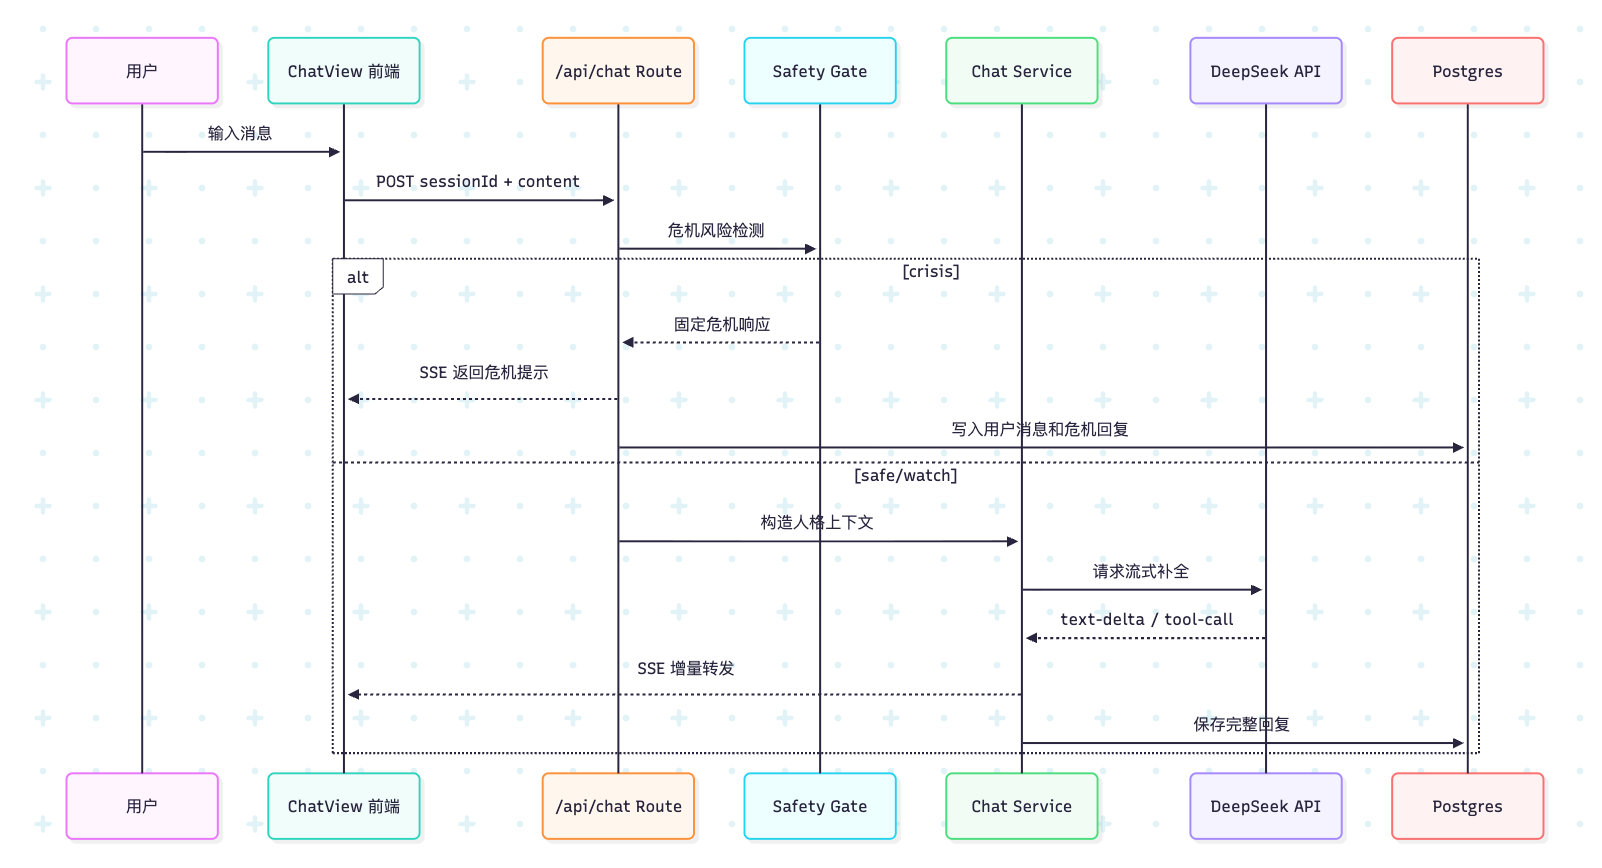 用户
ChatView 前端
/api/chat Route
Safety Gate
Chat Service
DeepSeek API
Postgres
输入消息
POST sessionId + content
危机风险检测
alt
[crisis]
固定危机响应
SSE 返回危机提示
写入用户消息和危机回复
[safe/watch]
构造人格上下文
请求流式补全
text-delta / tool-call
SSE 增量转发
保存完整回复
用户
ChatView 前端
/api/chat Route
Safety Gate
Chat Service
DeepSeek API
Postgres